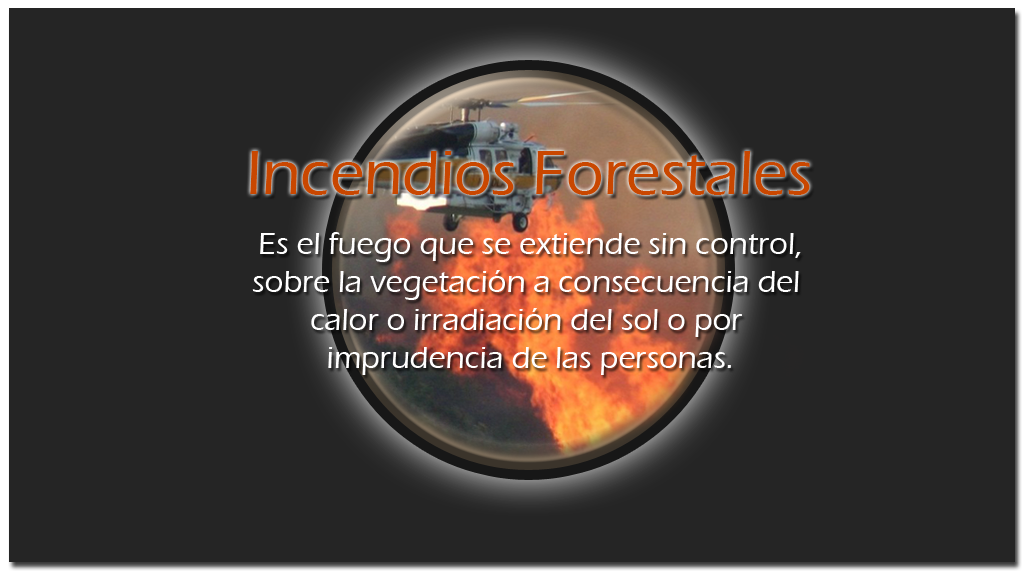 Incendios Forestales
Es el fuego que se extiende sin control,
sobre la vegetación a consecuencia del
calor o irradiación del sol o por
imprudencia de las personas.